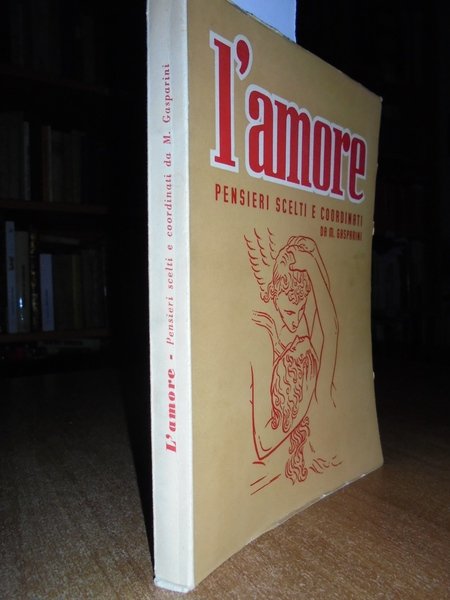 l'amore
PENSIERI SCELTI E COORDINATI
DA M. GASPARINI
L'amore - Pensieri scelti e coordinati da M. Gasparini